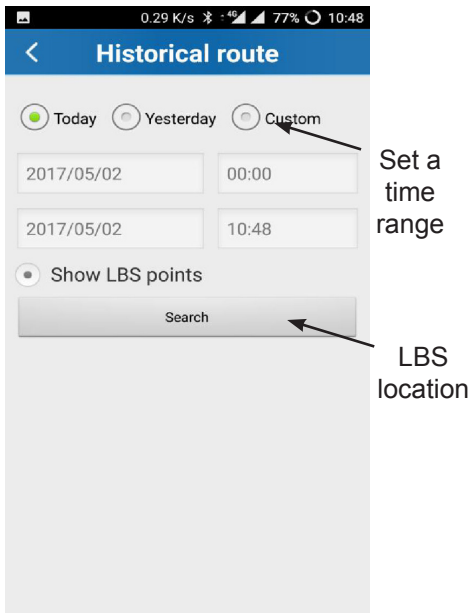 0.29 K/s 4G 77% 10:48
Historical route
Today Yesterday Custom
2017/05/02 00:00
2017/05/02 10:48
Show LBS points
Search
Set a
time
range
LBS
location